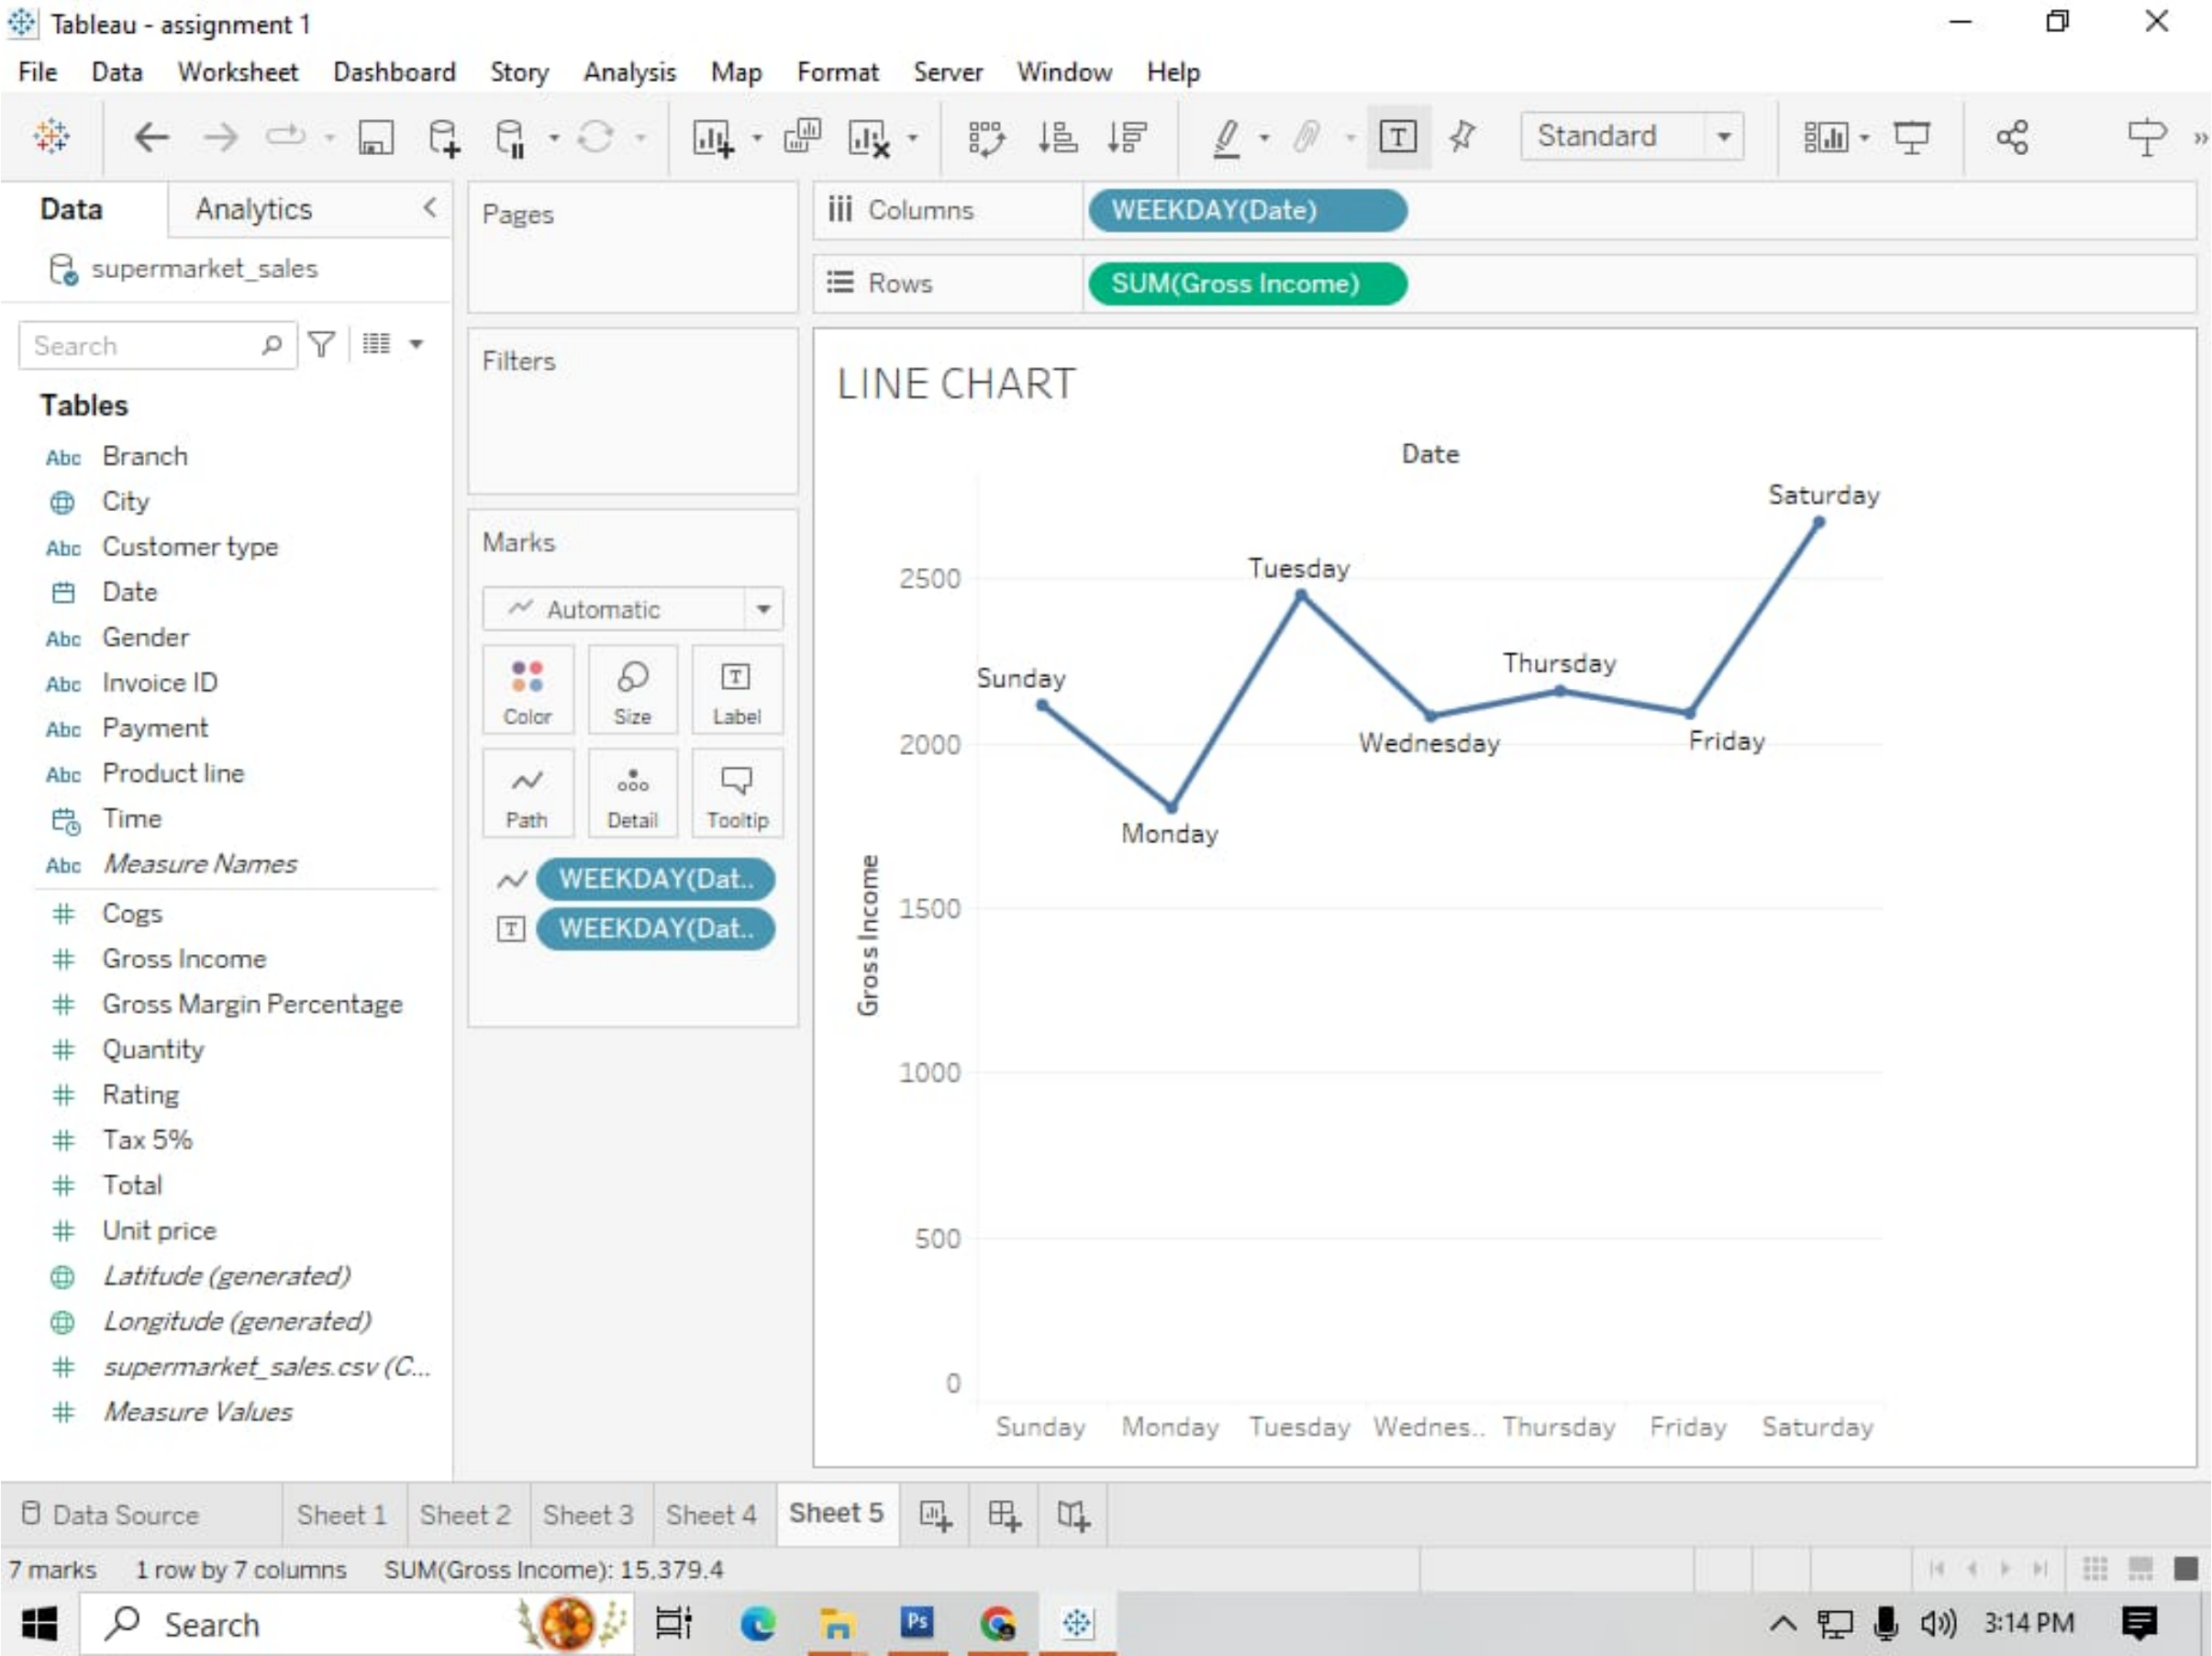 Tableau - assignment 1
File Data Worksheet Dashboard Story Analysis Map Format Server Window Help
Standard
Data Analytics
supermarket_sales
Search
Tables
Abc Branch
City
Abc Customer type
Date
Abc Gender
Abc Invoice ID
Abc Payment
Abc Product line
Time
Abc Measure Names
# Cogs
# Gross Income
# Gross Margin Percentage
# Quantity
# Rating
# Tax 5%
# Total
# Unit price
Latitude (generated)
Longitude (generated)
# supermarket_sales.csv (C...
# Measure Values
Pages
Filters
Marks
Automatic
Color Size Label
Path Detail Tooltip
WEEKDAY(Dat..
WEEKDAY(Dat..
Columns WEEKDAY(Date)
Rows SUM(Gross Income)
LINE CHART
Date
Saturday
2500
Tuesday
Thursday
Sunday
2000
Wednesday
Friday
Monday
Gross Income
1500
1000
500
0
Sunday Monday Tuesday Wednes.. Thursday Friday Saturday
Data Source Sheet 1 Sheet 2 Sheet 3 Sheet 4 Sheet 5
7 marks 1 row by 7 columns SUM(Gross Income): 15,379.4
Search Ps 3:14 PM